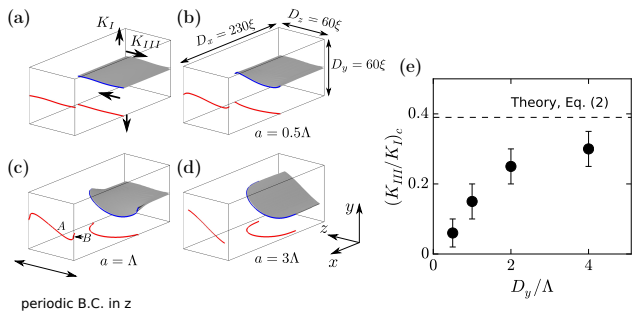 (a)
K_I
K_III
(b)
D_x = 230ξ
D_z = 60ξ
D_y = 60ξ
a = 0.5Λ
(c)
A
B
a = Λ
(d)
a = 3Λ
y
z
x
periodic B.C. in z
(e)
Theory, Eq. (2)
(K_III/K_I)_c
0.4
0.2
0
0
2
4
D_y/Λ